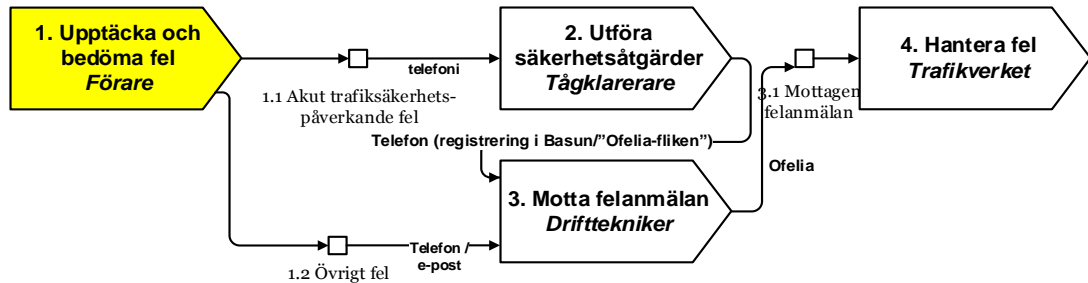 1. Upptäcka och
bedöma fel
Förare
telefoni
1.1 Akut trafiksäkerhets-
påverkande fel
2. Utföra
säkerhetsåtgärder
Tågklarerare
3.1 Mottagen
felanmälan
4. Hantera fel
Trafikverket
Telefon (registrering i Basun/”Ofelia-fliken”)
Ofelia
3. Motta felanmälan
Drifttekniker
Telefon /
e-post
1.2 Övrigt fel